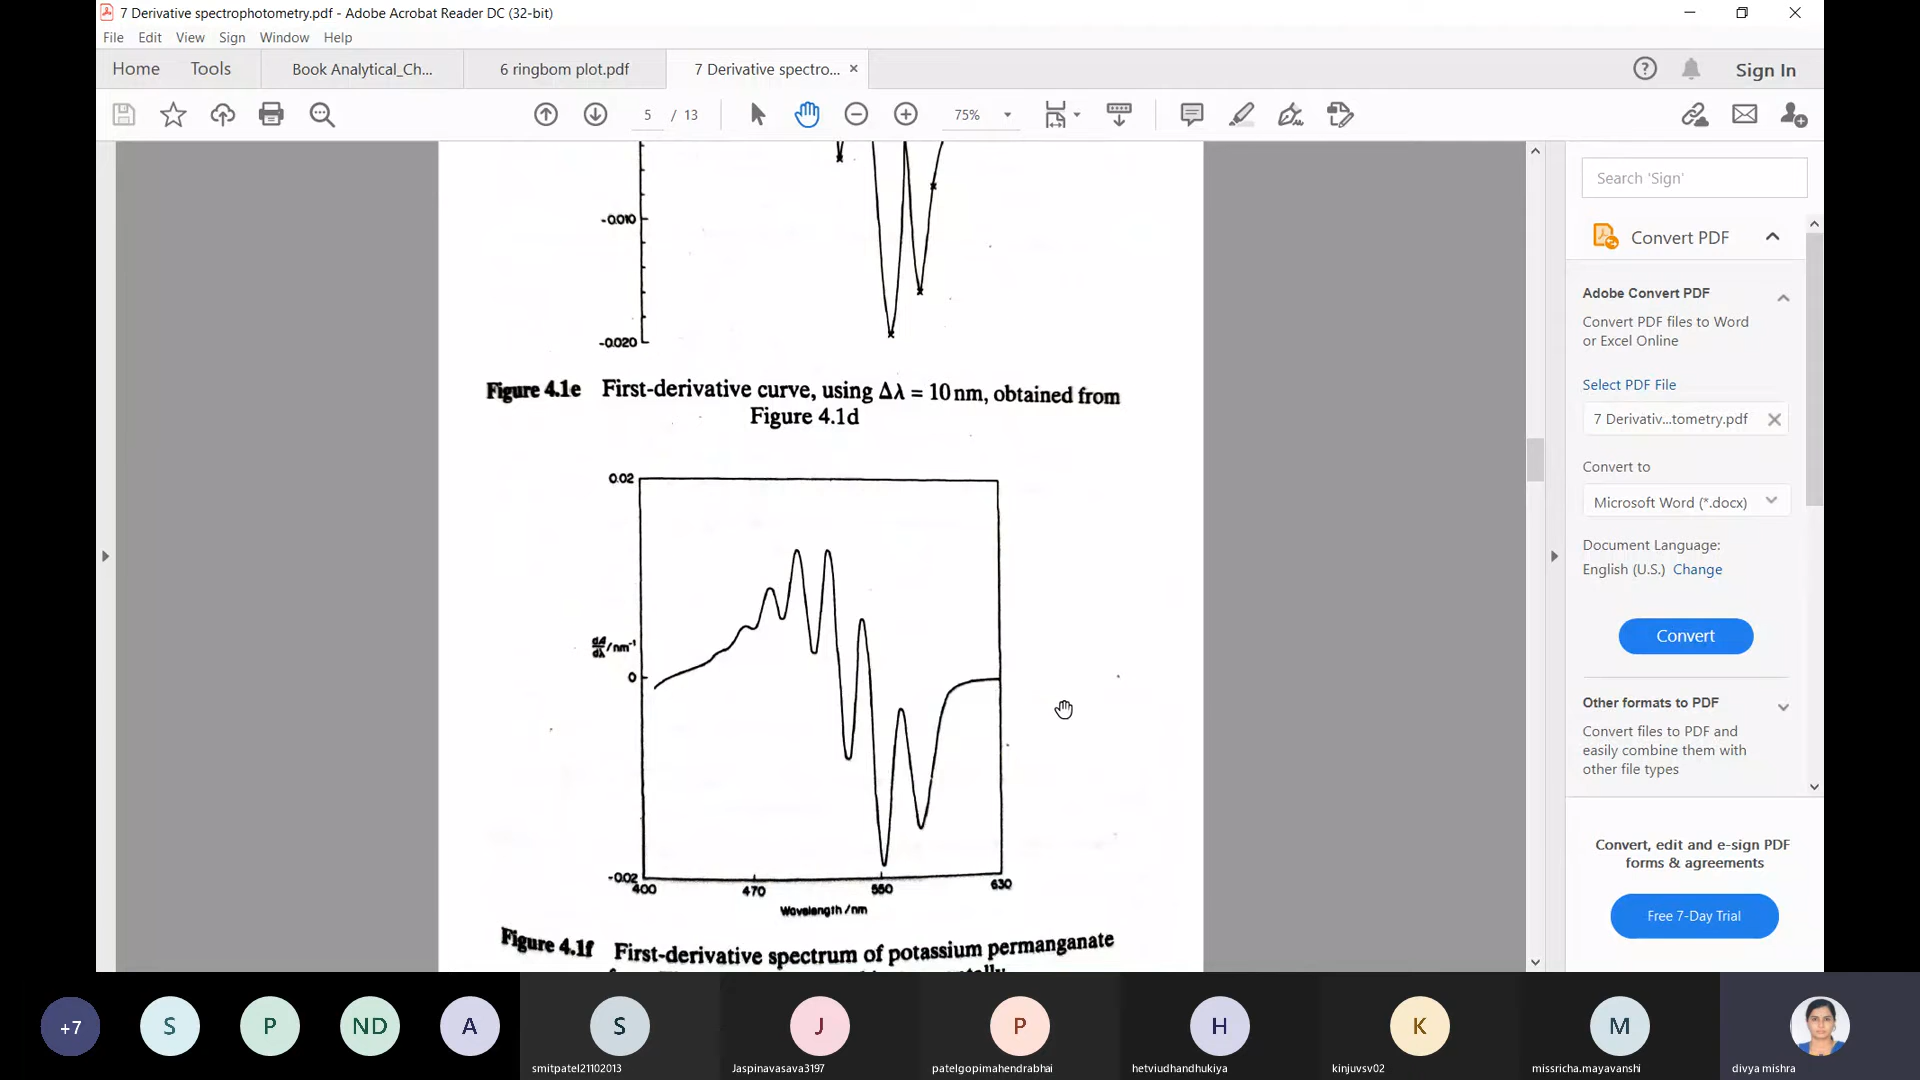 7 Derivative spectrophotometry.pdf - Adobe Acrobat Reader DC (32-bit)
File Edit View Sign Window Help
Home Tools Book Analytical_Ch... 6 ringbom plot.pdf 7 Derivative spectro... Sign In
5 / 13 75%
Search 'Sign'
Convert PDF
Adobe Convert PDF
Convert PDF files to Word
or Excel Online
Select PDF File
7 Derivativ...tometry.pdf
Convert to
Microsoft Word (*.docx)
Document Language:
English (U.S.) Change
Convert
Other formats to PDF
Convert files to PDF and
easily combine them with
other file types
Convert, edit and e-sign PDF
forms & agreements
Free 7-Day Trial
-0.010
-0.020
Figure 4.1e First-derivative curve, using Δλ = 10 nm, obtained from
Figure 4.1d
0.02
dA/dλ /nm⁻¹
0
-0.02
400 470 550 630
Wavelength /nm
Figure 4.1f First-derivative spectrum of potassium permanganate
+7 S P ND A S J P H K M
smitpatel21102013 Jaspinavasava3197 patelgopimahendrabhai hetviudhandhukiya kinjuvsv02 missricha.mayavanshi divya mishra